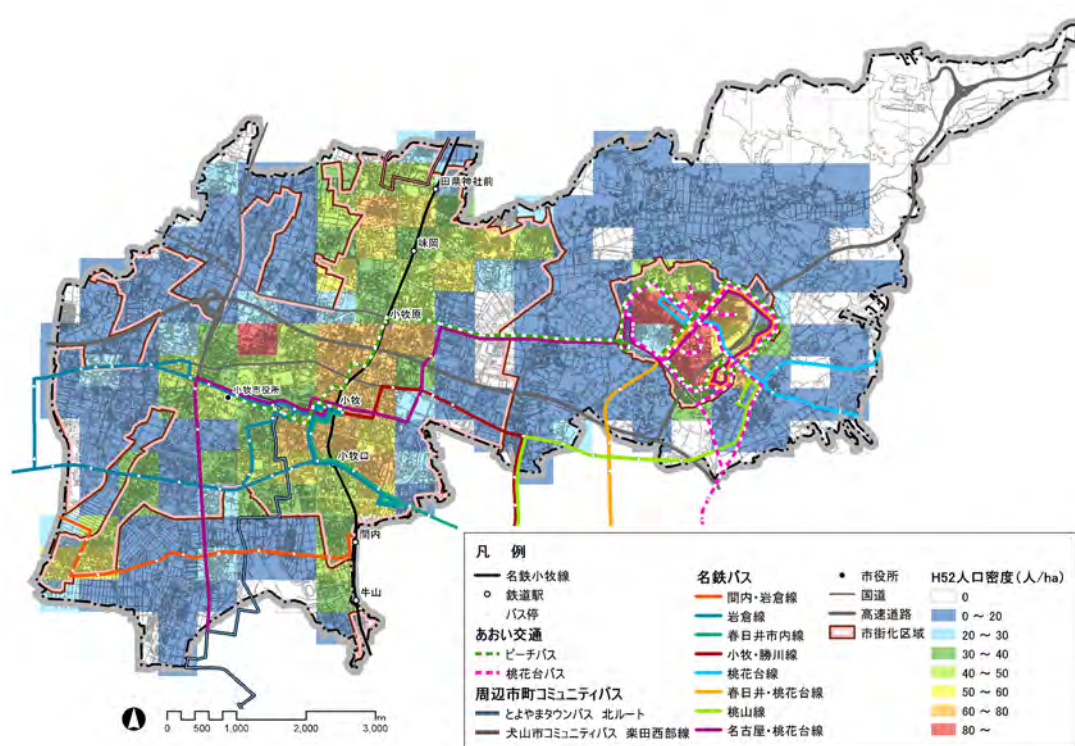 田県神社前
味岡
小牧原
小牧市役所
小牧
小牧口
間内
牛山
0 500 1,000 2,000 3,000
m
凡 例
名鉄小牧線
鉄道駅
バス停
あおい交通
ピーチバス
桃花台バス
周辺市町コミュニティバス
とよやまタウンバス 北ルート
犬山市コミュニティバス 楽田西部線
名鉄バス
間内・岩倉線
岩倉線
春日井市内線
小牧・勝川線
桃花台線
春日井・桃花台線
桃山線
名古屋・桃花台線
市役所
国道
高速道路
市街化区域
H52人口密度(人/ha)
0
0 ~ 20
20 ~ 30
30 ~ 40
40 ~ 50
50 ~ 60
60 ~ 80
80 ~